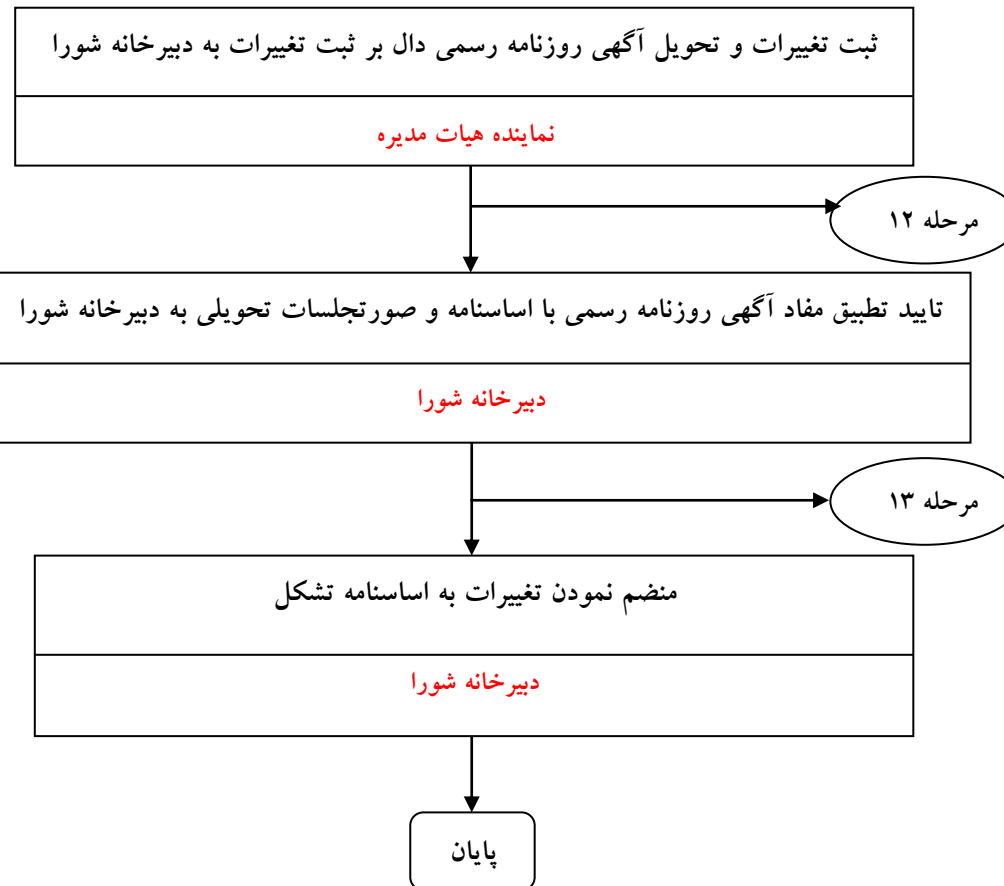 ثبت تغییرات و تحویل آگهی روزنامه رسمی دال بر ثبت تغییرات به دبیرخانه شورا
نماینده هیات مدیره
مرحله ۱۲
تایید تطبیق مفاد آگهی روزنامه رسمی با اساسنامه و صورتجلسات تحویلی به دبیرخانه شورا
دبیرخانه شورا
مرحله ۱۳
منضم نمودن تغییرات به اساسنامه تشکل
دبیرخانه شورا
پایان